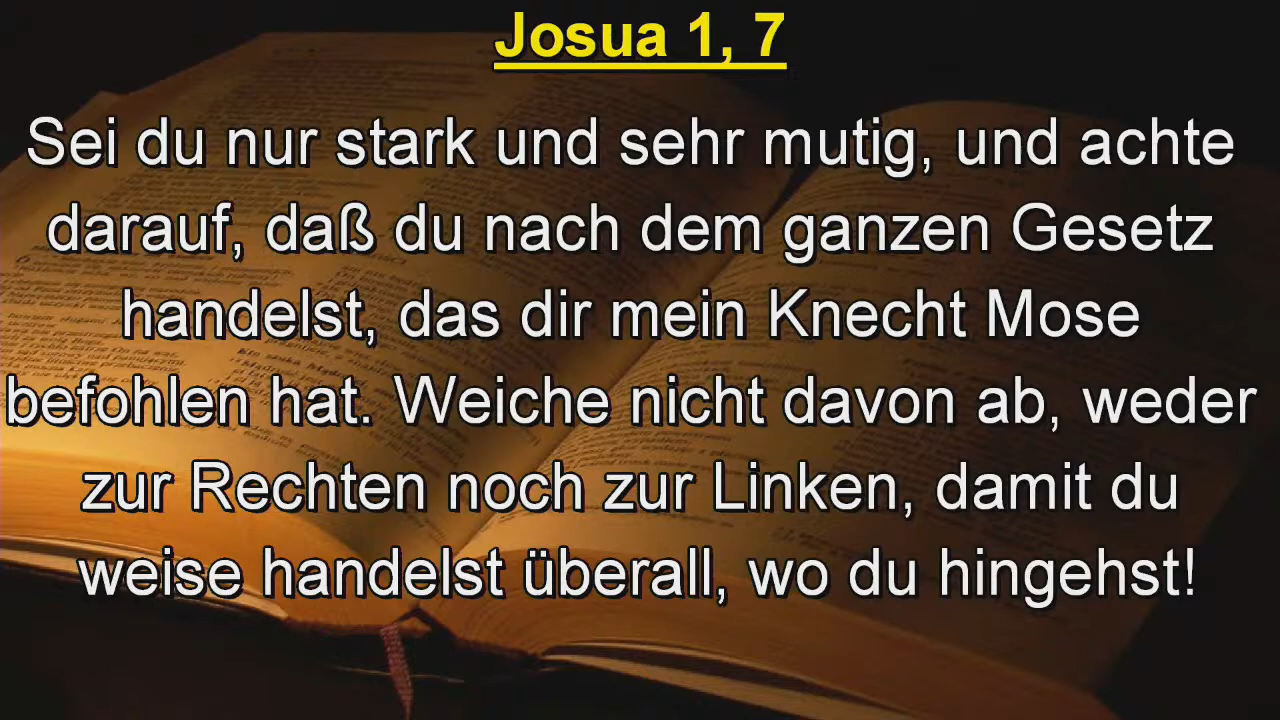 Josua 1, 7
Sei du nur stark und sehr mutig, und achte
darauf, daß du nach dem ganzen Gesetz
handelst, das dir mein Knecht Mose
befohlen hat. Weiche nicht davon ab, weder
zur Rechten noch zur Linken, damit du
weise handelst überall, wo du hingehst!